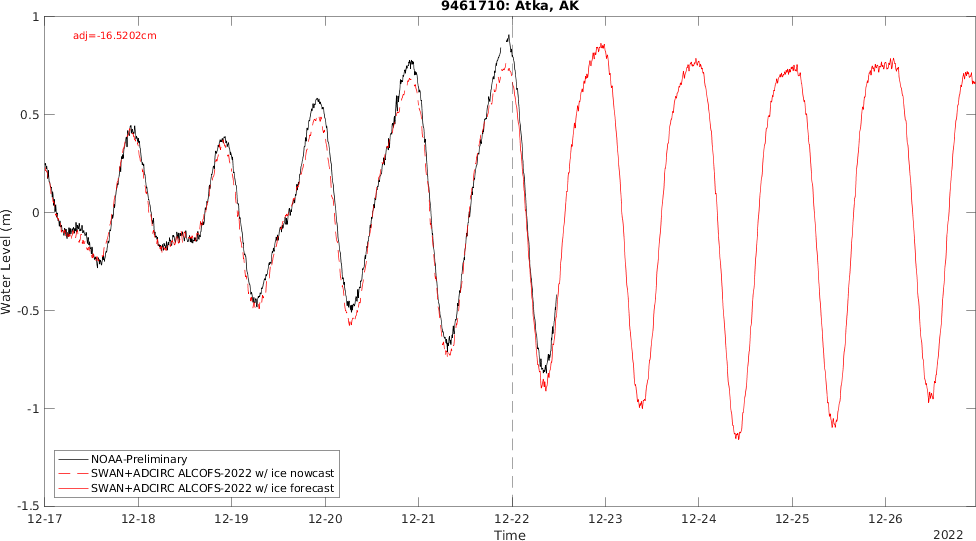 9461710: Atka, AK
adj=-16.5202cm
Water Level (m)
1
0.5
0
-0.5
-1
-1.5
NOAA-Preliminary
SWAN+ADCIRC ALCOFS-2022 w/ ice nowcast
SWAN+ADCIRC ALCOFS-2022 w/ ice forecast
12-17 12-18 12-19 12-20 12-21 12-22 12-23 12-24 12-25 12-26
Time
2022